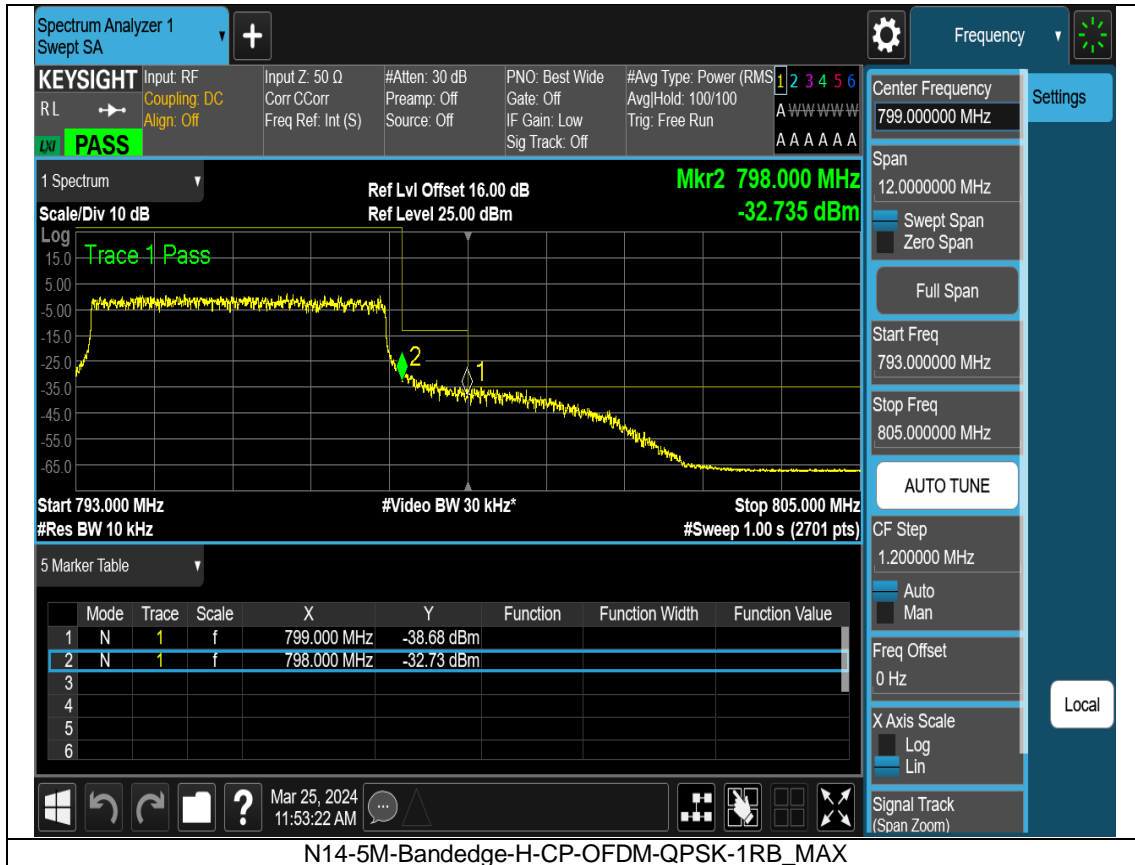 Spectrum Analyzer 1
Swept SA
+
Frequency
KEYSIGHT
RL
LXI PASS
Input: RF
Coupling: DC
Align: Off
Input Z: 50 Ω
Corr CCorr
Freq Ref: Int (S)
#Atten: 30 dB
Preamp: Off
Source: Off
PNO: Best Wide
Gate: Off
IF Gain: Low
Sig Track: Off
#Avg Type: Power (RMS
Avg|Hold: 100/100
Trig: Free Run
1 2 3 4 5 6
A W W W W W
A A A A A A
1 Spectrum
Scale/Div 10 dB
Ref Lvl Offset 16.00 dB
Ref Level 25.00 dBm
Mkr2 798.000 MHz
-32.735 dBm
Log
Trace 1 Pass
15.0
5.00
-5.00
-15.0
-25.0
-35.0
-45.0
-55.0
-65.0
2
1
Start 793.000 MHz
#Res BW 10 kHz
#Video BW 30 kHz*
Stop 805.000 MHz
#Sweep 1.00 s (2701 pts)
5 Marker Table
Mode Trace Scale X Y Function Function Width Function Value
1 N 1 f 799.000 MHz -38.68 dBm
2 N 1 f 798.000 MHz -32.73 dBm
3
4
5
6
Center Frequency
799.000000 MHz
Settings
Span
12.0000000 MHz
Swept Span
Zero Span
Full Span
Start Freq
793.000000 MHz
Stop Freq
805.000000 MHz
AUTO TUNE
CF Step
1.200000 MHz
Auto
Man
Freq Offset
0 Hz
Local
X Axis Scale
Log
Lin
Signal Track
(Span Zoom)
?
Mar 25, 2024
11:53:22 AM
N14-5M-Bandedge-H-CP-OFDM-QPSK-1RB_MAX